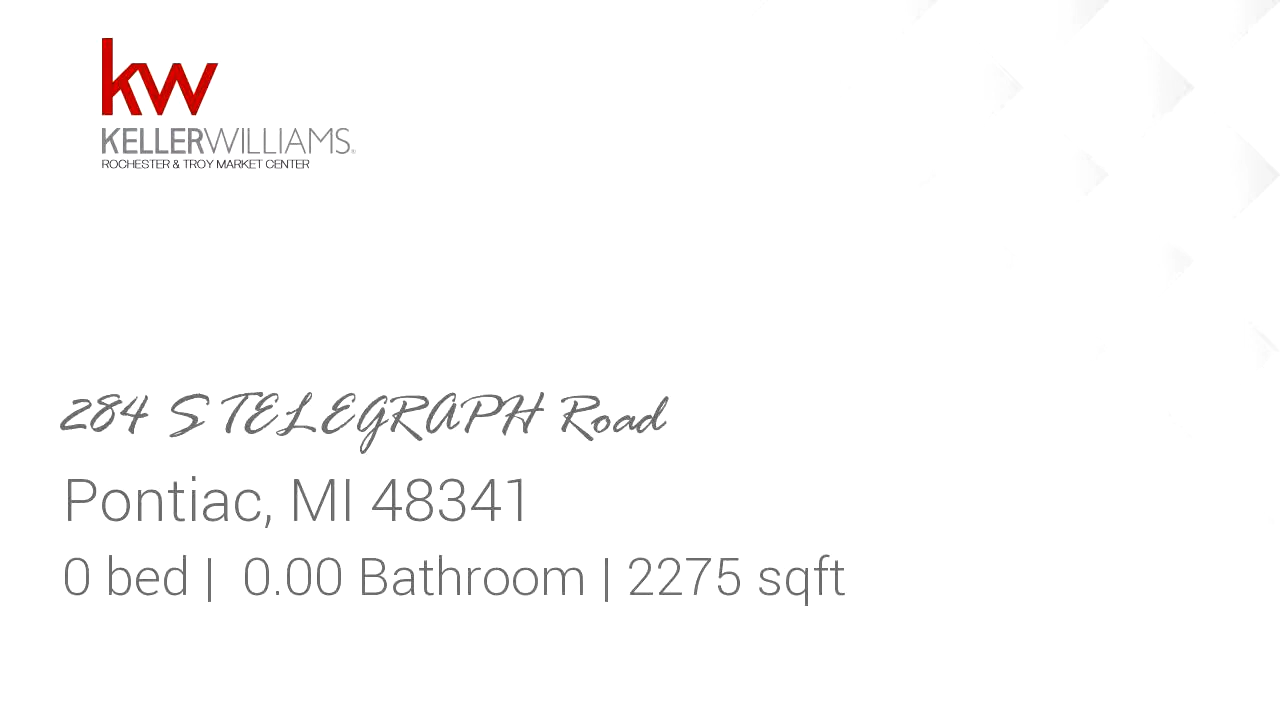 kw
KELLERWILLIAMS®
ROCHESTER & TROY MARKET CENTER
284 S TELEGRAPH Road
Pontiac, MI 48341
0 bed | 0.00 Bathroom | 2275 sqft